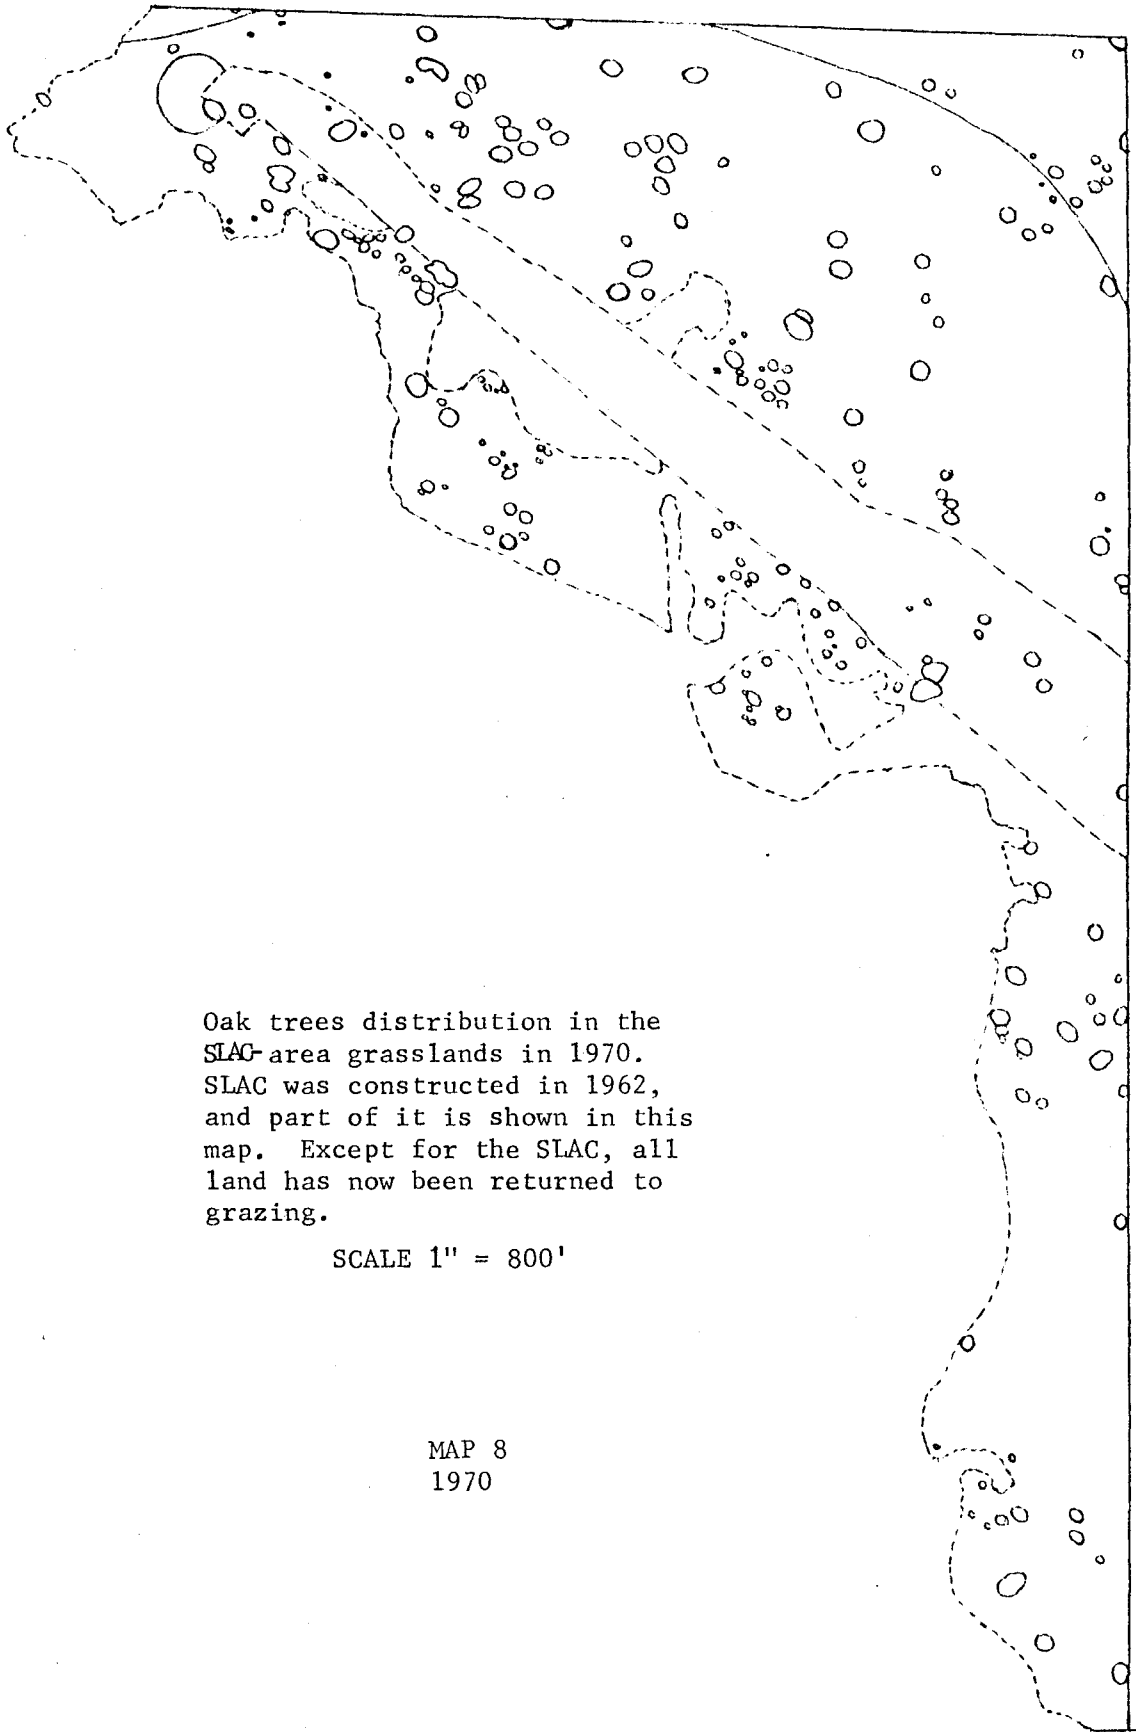 Oak trees distribution in the
SLAC-area grasslands in 1970.
SLAC was constructed in 1962,
and part of it is shown in this
map. Except for the SLAC, all
land has now been returned to
grazing.
SCALE 1" = 800'
MAP 8
1970